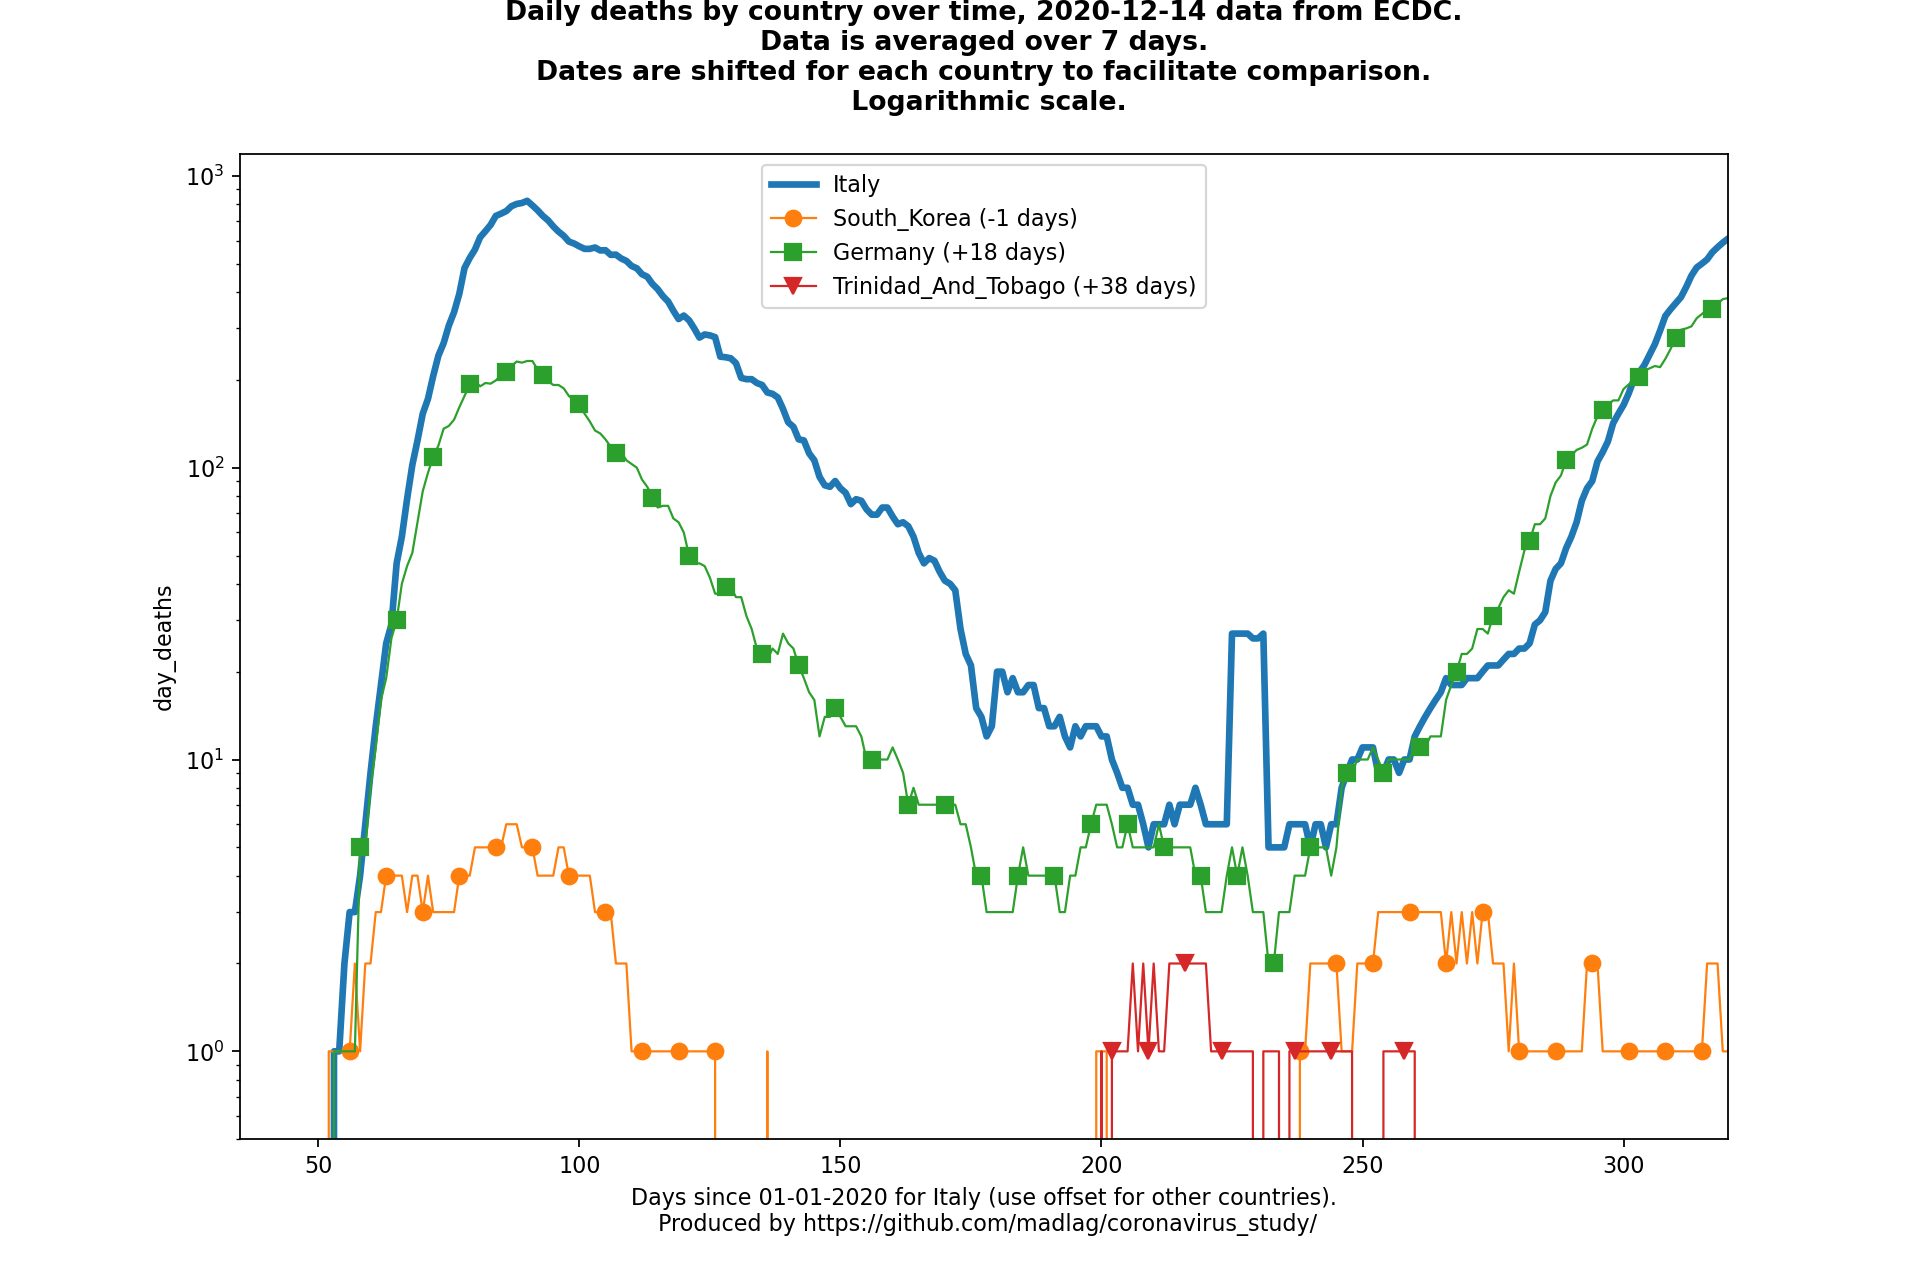 Daily deaths by country over time, 2020-12-14 data from ECDC.
Data is averaged over 7 days.
Dates are shifted for each country to facilitate comparison.
Logarithmic scale.
10³
10²
10¹
10⁰
day_deaths
Italy
South_Korea (-1 days)
Germany (+18 days)
Trinidad_And_Tobago (+38 days)
50 100 150 200 250 300
Days since 01-01-2020 for Italy (use offset for other countries).
Produced by https://github.com/madlag/coronavirus_study/